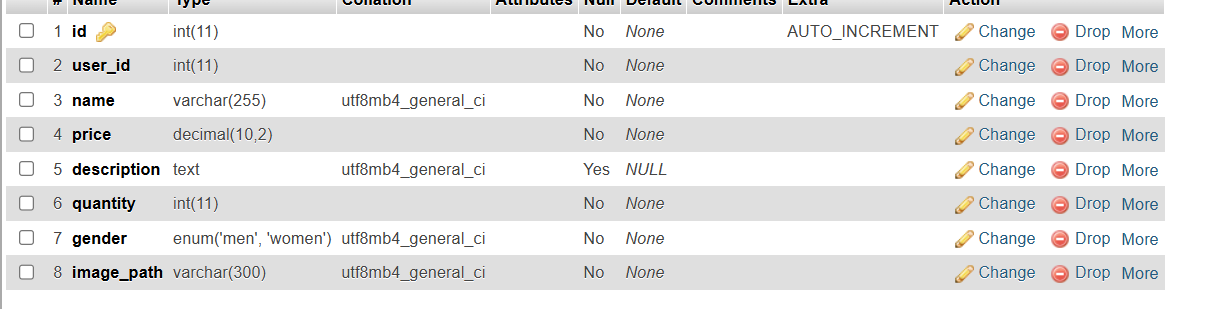 # Name Type Collation Attributes Null Default Comments Extra Action
1 id int(11) No None AUTO_INCREMENT Change Drop More
2 user_id int(11) No None Change Drop More
3 name varchar(255) utf8mb4_general_ci No None Change Drop More
4 price decimal(10,2) No None Change Drop More
5 description text utf8mb4_general_ci Yes NULL Change Drop More
6 quantity int(11) No None Change Drop More
7 gender enum('men', 'women') utf8mb4_general_ci No None Change Drop More
8 image_path varchar(300) utf8mb4_general_ci No None Change Drop More